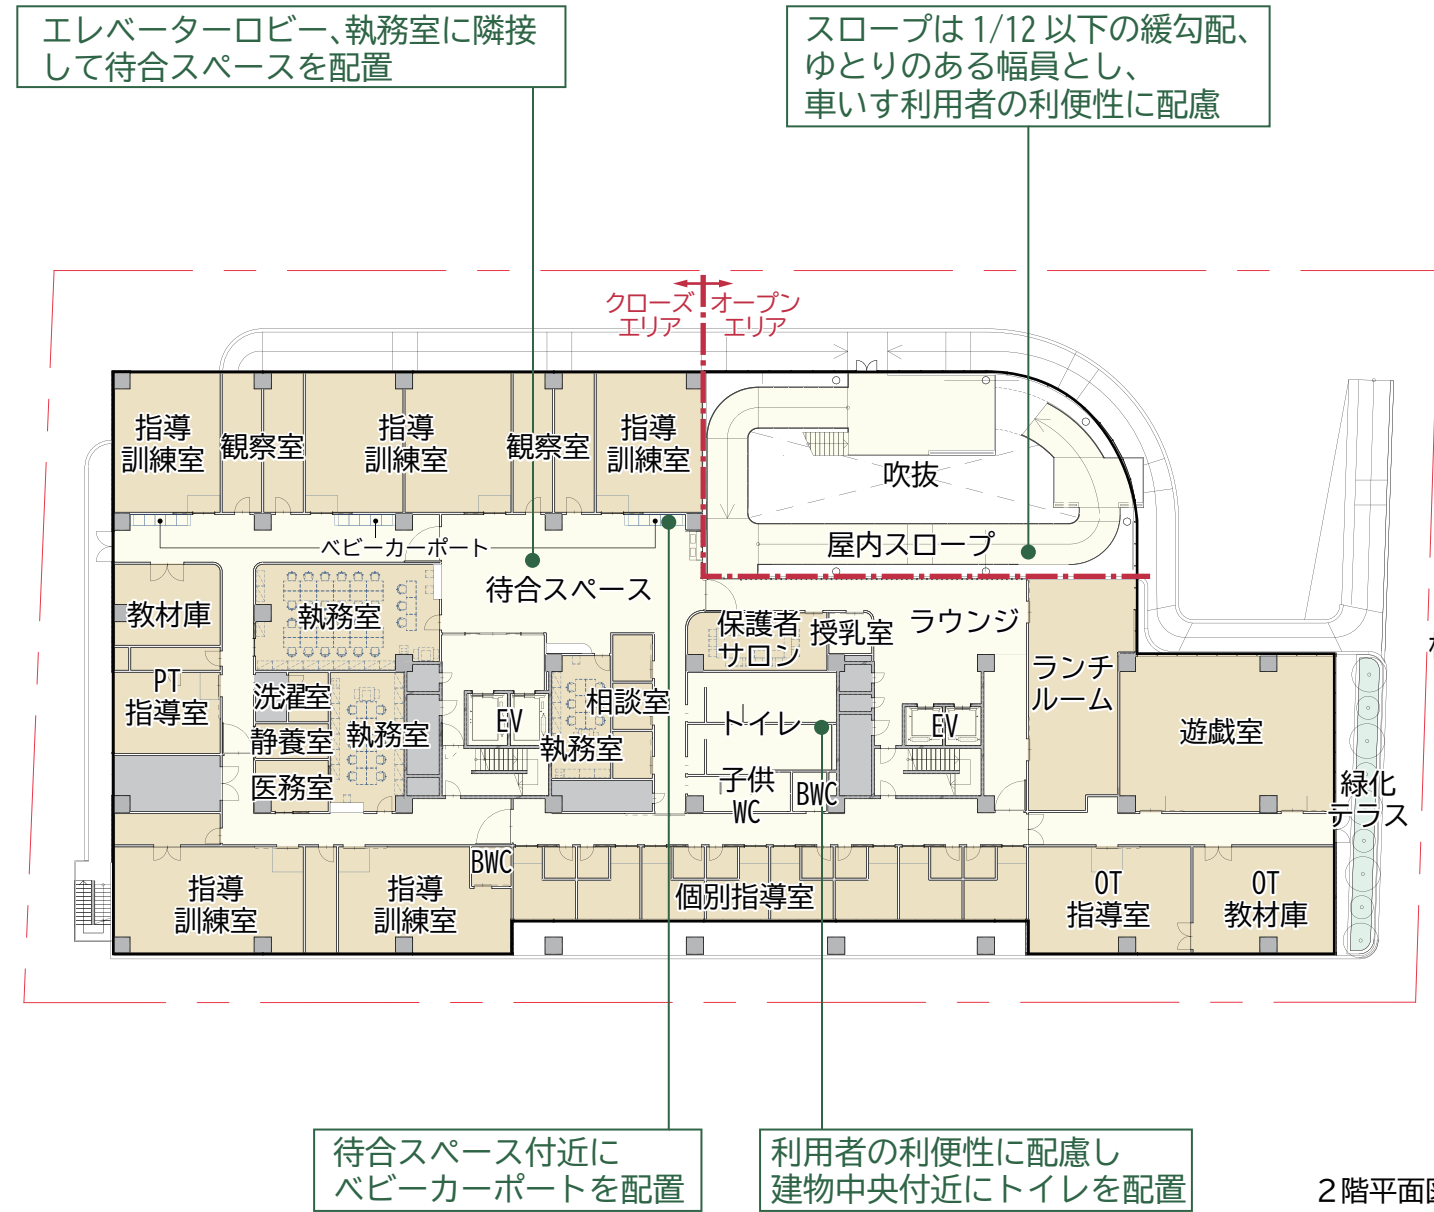 エレベーターロビー、執務室に隣接
して待合スペースを配置
スロープは 1/12 以下の緩勾配、
ゆとりのある幅員とし、
車いす利用者の利便性に配慮
クローズ
エリア
オープン
エリア
指導
訓練室
観察室
指導
訓練室
観察室
指導
訓練室
吹抜
屋内スロープ
ベビーカーポート
待合スペース
教材庫
執務室
保護者
サロン
授乳室
ラウンジ
ランチ
ルーム
PT
指導室
洗濯室
静養室
執務室
医務室
EV
執務室
相談室
トイレ
子供
WC
BWC
EV
遊戯室
緑化
テラス
BWC
指導
訓練室
指導
訓練室
個別指導室
OT
指導室
OT
教材庫
待合スペース付近に
ベビーカーポートを配置
利用者の利便性に配慮し
建物中央付近にトイレを配置
２階平面